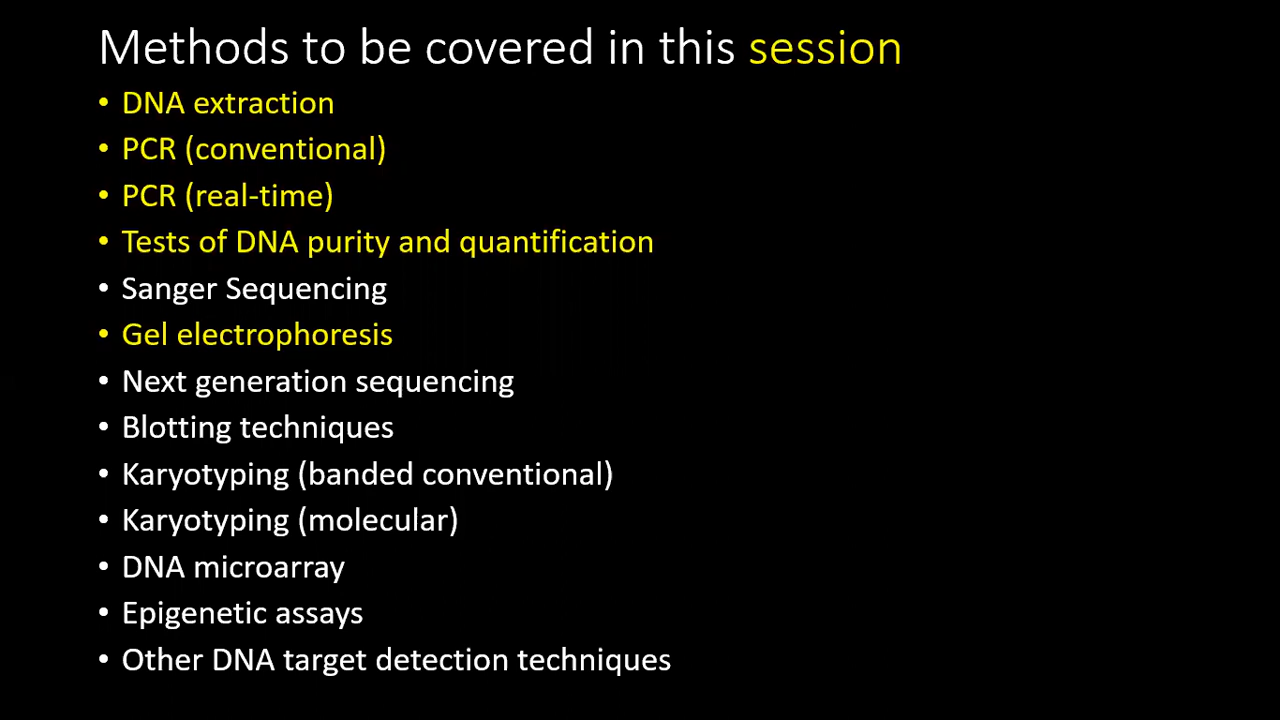 Methods to be covered in this session
• DNA extraction
• PCR (conventional)
• PCR (real-time)
• Tests of DNA purity and quantification
• Sanger Sequencing
• Gel electrophoresis
• Next generation sequencing
• Blotting techniques
• Karyotyping (banded conventional)
• Karyotyping (molecular)
• DNA microarray
• Epigenetic assays
• Other DNA target detection techniques